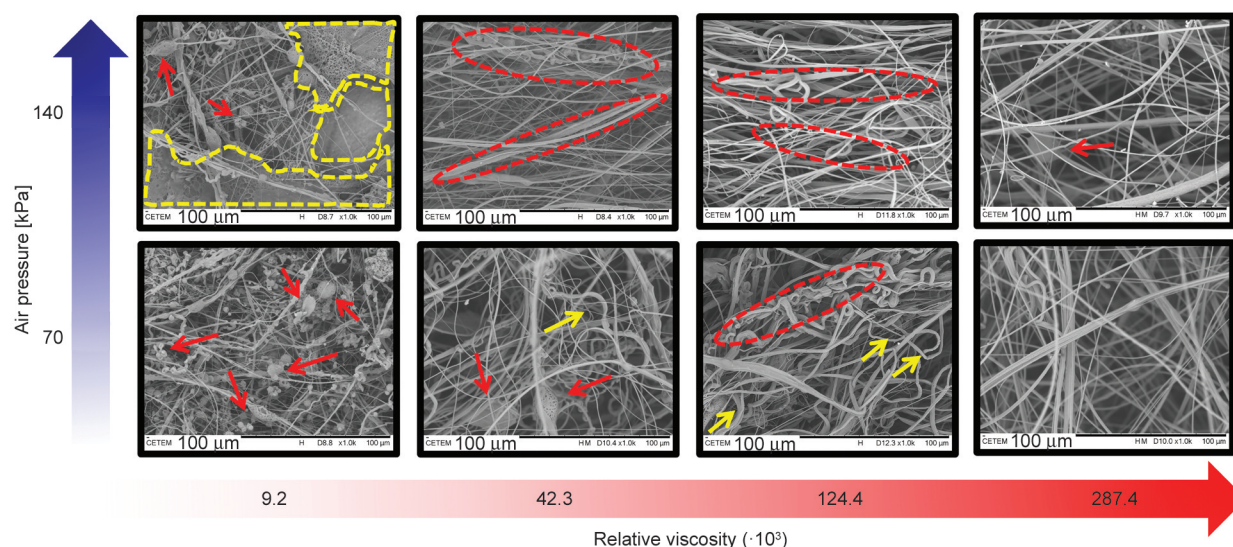 140
Air pressure [kPa]
70
100 µm
CETEM H D8.7 x1.0k 100 µm
100 µm
CETEM H D8.4 x1.0k 100 µm
100 µm
CETEM H D11.8 x1.0k 100 µm
100 µm
CETEM HM D9.7 x1.0k 100 µm
100 µm
CETEM H D8.8 x1.0k 100 µm
100 µm
CETEM HM D10.4 x1.0k 100 µm
100 µm
CETEM H D12.3 x1.0k 100 µm
100 µm
CETEM HM D10.0 x1.0k 100 µm
9.2 42.3 124.4 287.4
Relative viscosity (·10³)